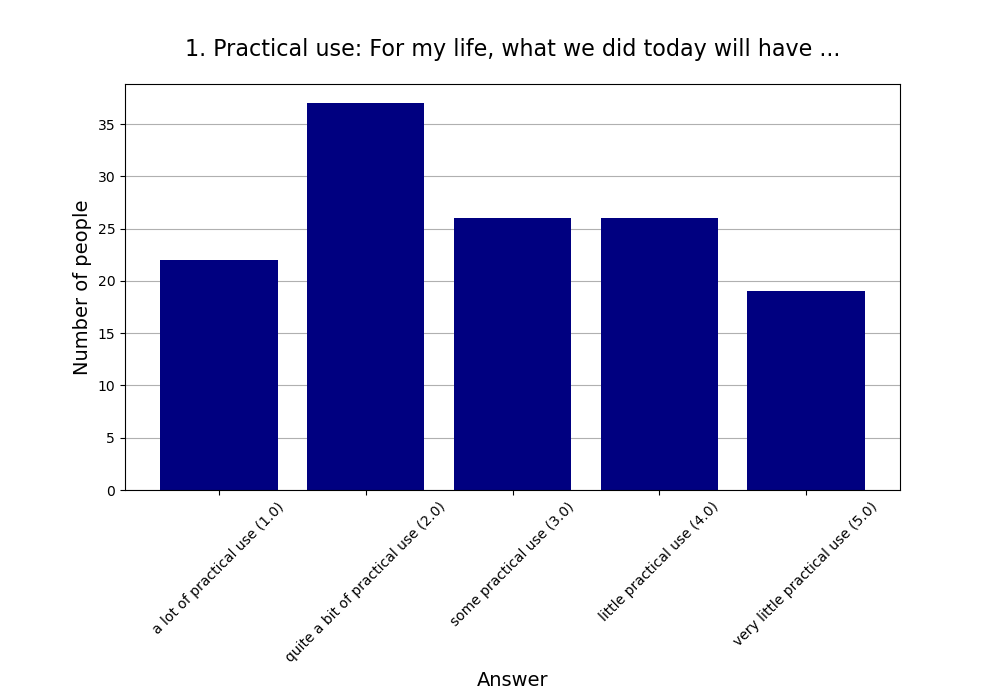 1. Practical use: For my life, what we did today will have ...
Number of people
35
30
25
20
15
10
5
0
a lot of practical use (1.0)
quite a bit of practical use (2.0)
some practical use (3.0)
little practical use (4.0)
very little practical use (5.0)
Answer